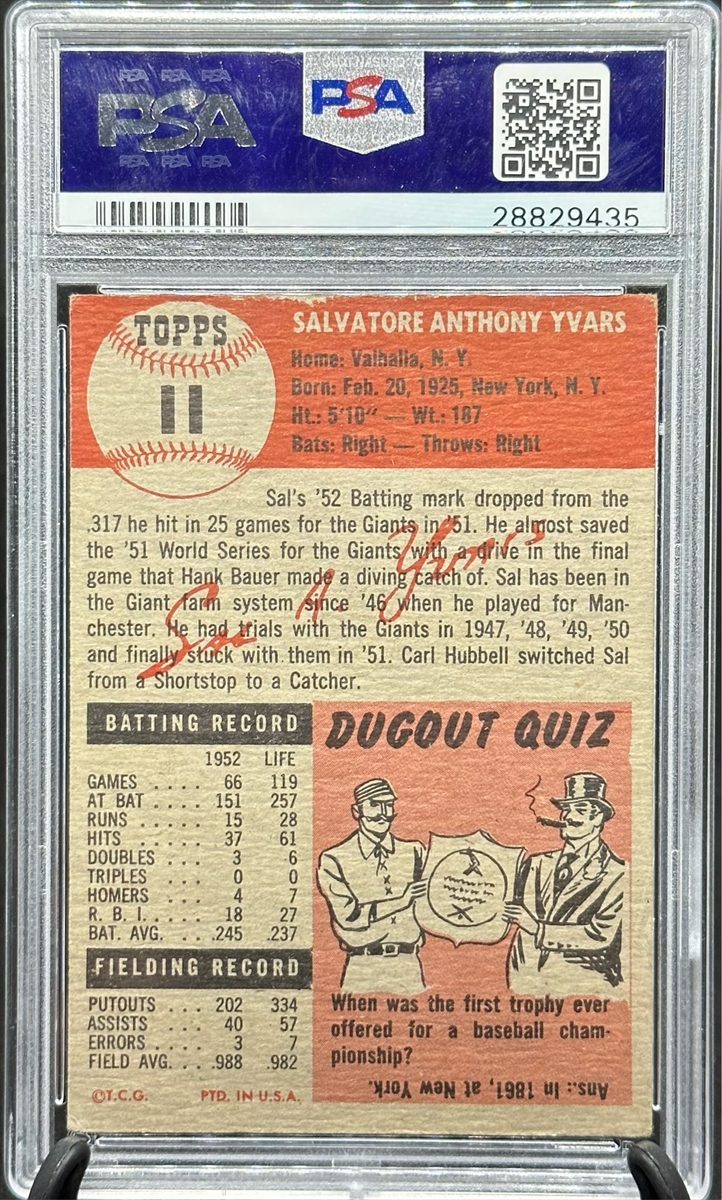 PSA PSA PSA
PSA
PSA PSA PSA
PSA
28829435
TOPPS
11
SALVATORE ANTHONY YVARS
Home: Valhalla, N. Y.
Born: Feb. 20, 1925, New York, N. Y.
Ht.: 5'10" — Wt.: 187
Bats: Right — Throws: Right
Sal's '52 Batting mark dropped from the
.317 he hit in 25 games for the Giants in '51. He almost saved
the '51 World Series for the Giants with a drive in the final
game that Hank Bauer made a diving catch of. Sal has been in
the Giant farm system since '46 when he played for Man-
chester. He had trials with the Giants in 1947, '48, '49, '50
and finally stuck with them in '51. Carl Hubbell switched Sal
from a Shortstop to a Catcher.
Sal A. Yvars
BATTING RECORD
1952 LIFE
GAMES .... 66 119
AT BAT .... 151 257
RUNS .... 15 28
HITS .... 37 61
DOUBLES ... 3 6
TRIPLES ... 0 0
HOMERS ... 4 7
R. B. I. .... 18 27
BAT. AVG. ... .245 .237
FIELDING RECORD
PUTOUTS ... 202 334
ASSISTS ... 40 57
ERRORS ... 3 7
FIELD AVG. ... .988 .982
©T.C.G. PTD. IN U.S.A.
DUGOUT QUIZ
When was the first trophy ever
offered for a baseball cham-
pionship?
Ans.: In 1861, at New York.